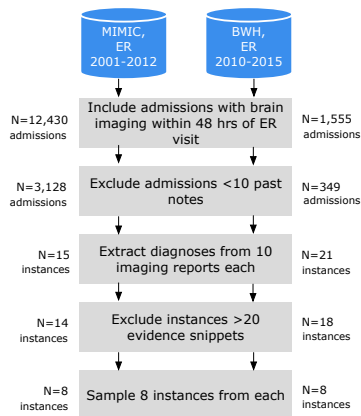 MIMIC,
ER
2001-2012
BWH,
ER
2010-2015
N=12,430
admissions
Include admissions with brain
imaging within 48 hrs of ER
visit
N=1,555
admissions
N=3,128
admissions
Exclude admissions <10 past
notes
N=349
admissions
N=15
instances
Extract diagnoses from 10
imaging reports each
N=21
instances
N=14
instances
Exclude instances >20
evidence snippets
N=18
instances
N=8
instances
Sample 8 instances from each
N=8
instances